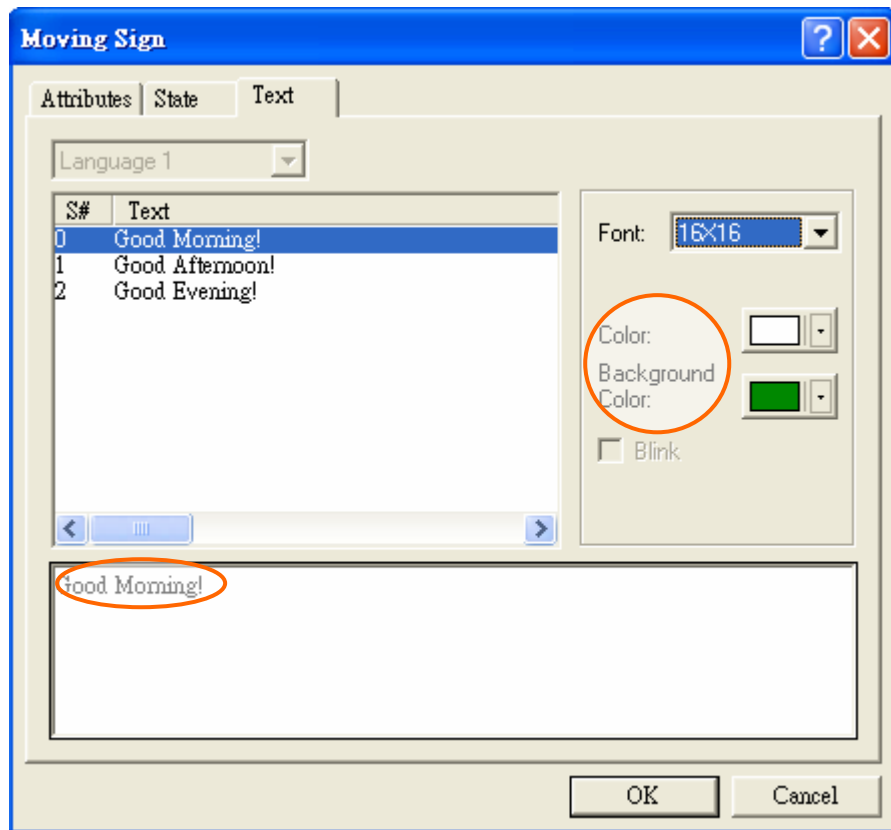 Moving Sign
Attributes State Text
Language 1
S# Text
0 Good Morning!
1 Good Afternoon!
2 Good Evening!
Font: 16X16
Color:
Background
Color:
Blink
Good Morning!
OK Cancel